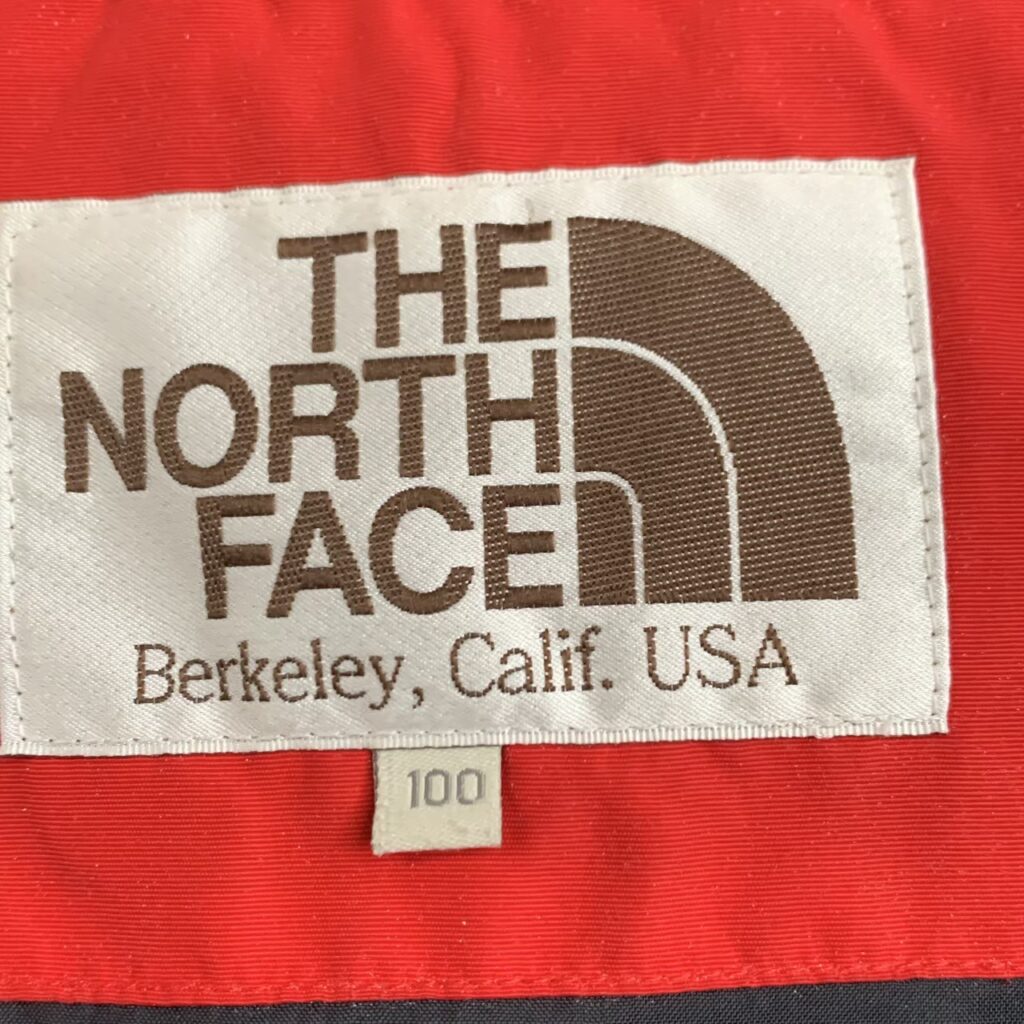 THE
NORTH
FACE
Berkeley, Calif. USA
100